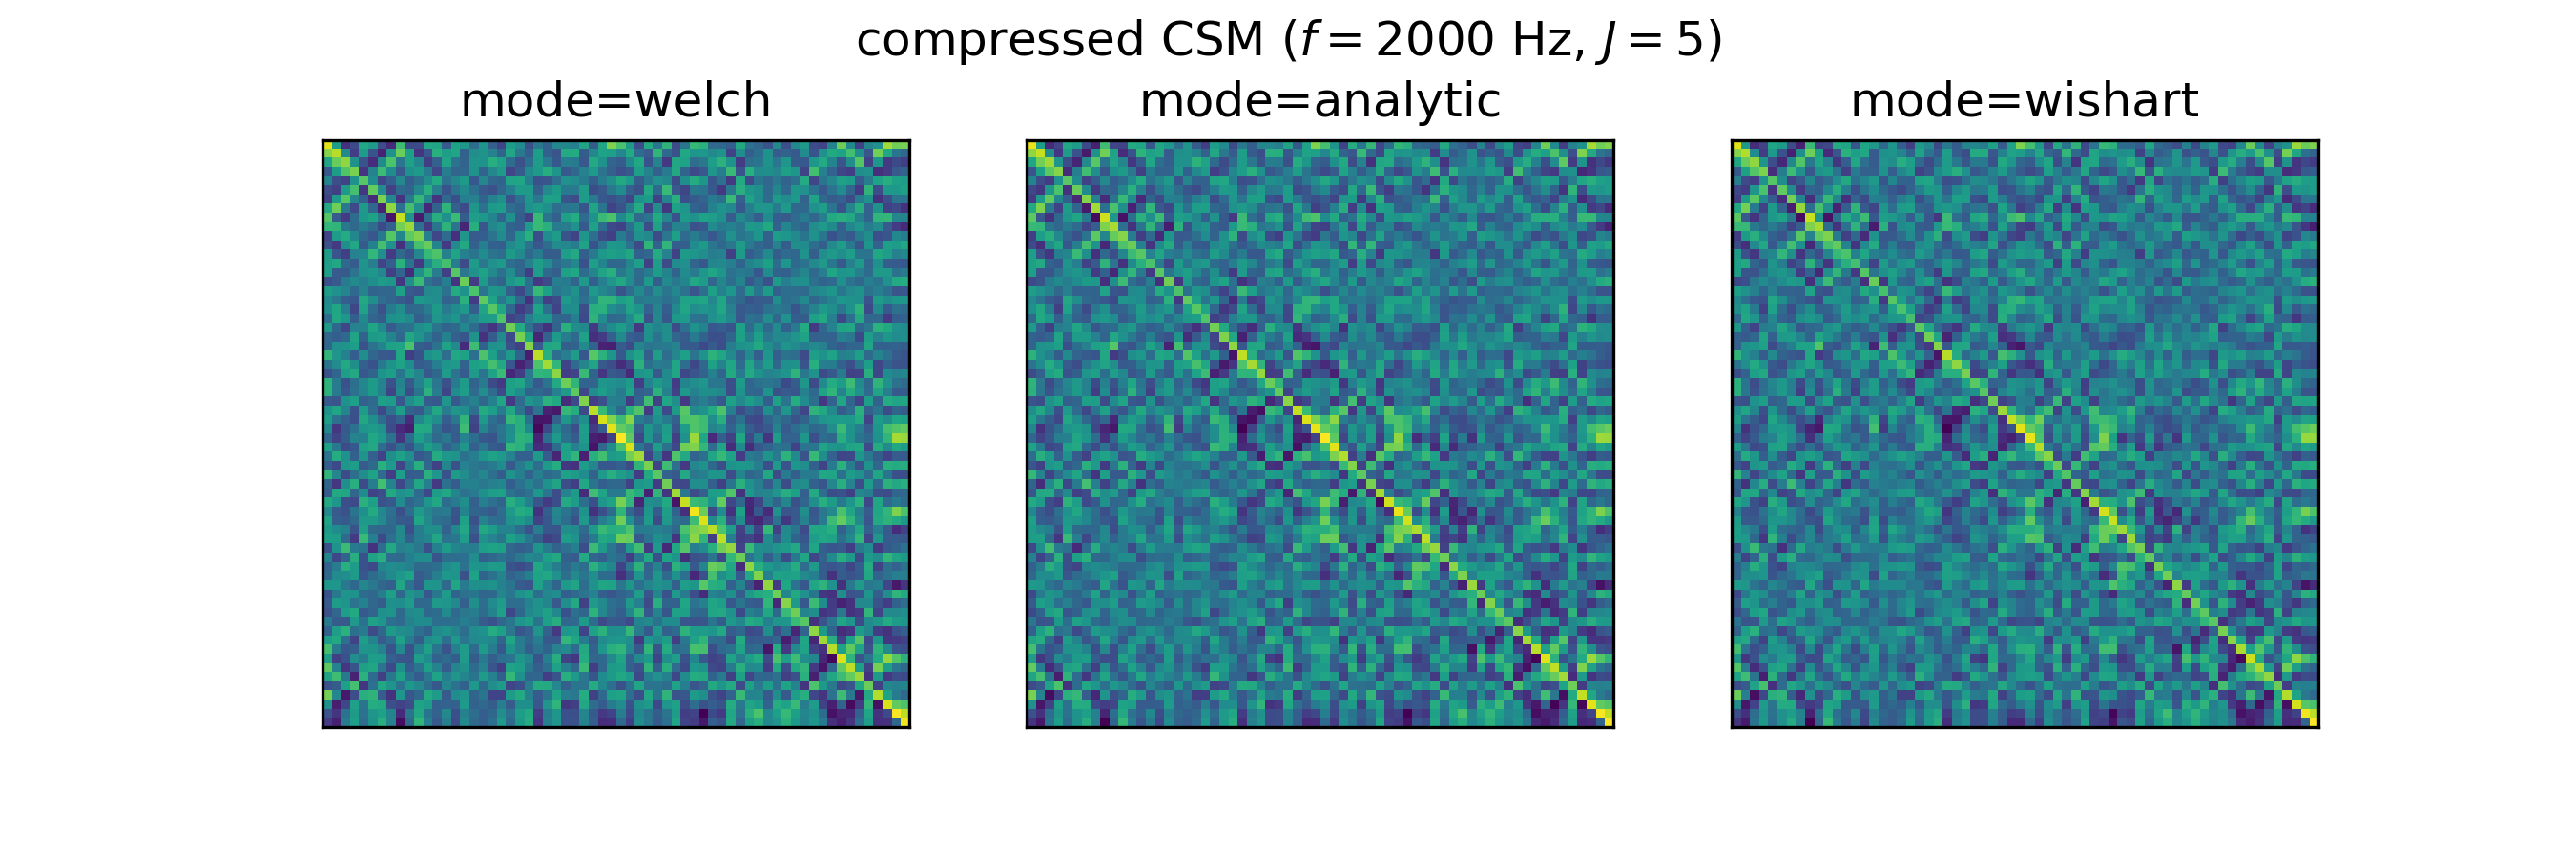 compressed CSM (f = 2000 Hz, J = 5)
mode=welch
mode=analytic
mode=wishart